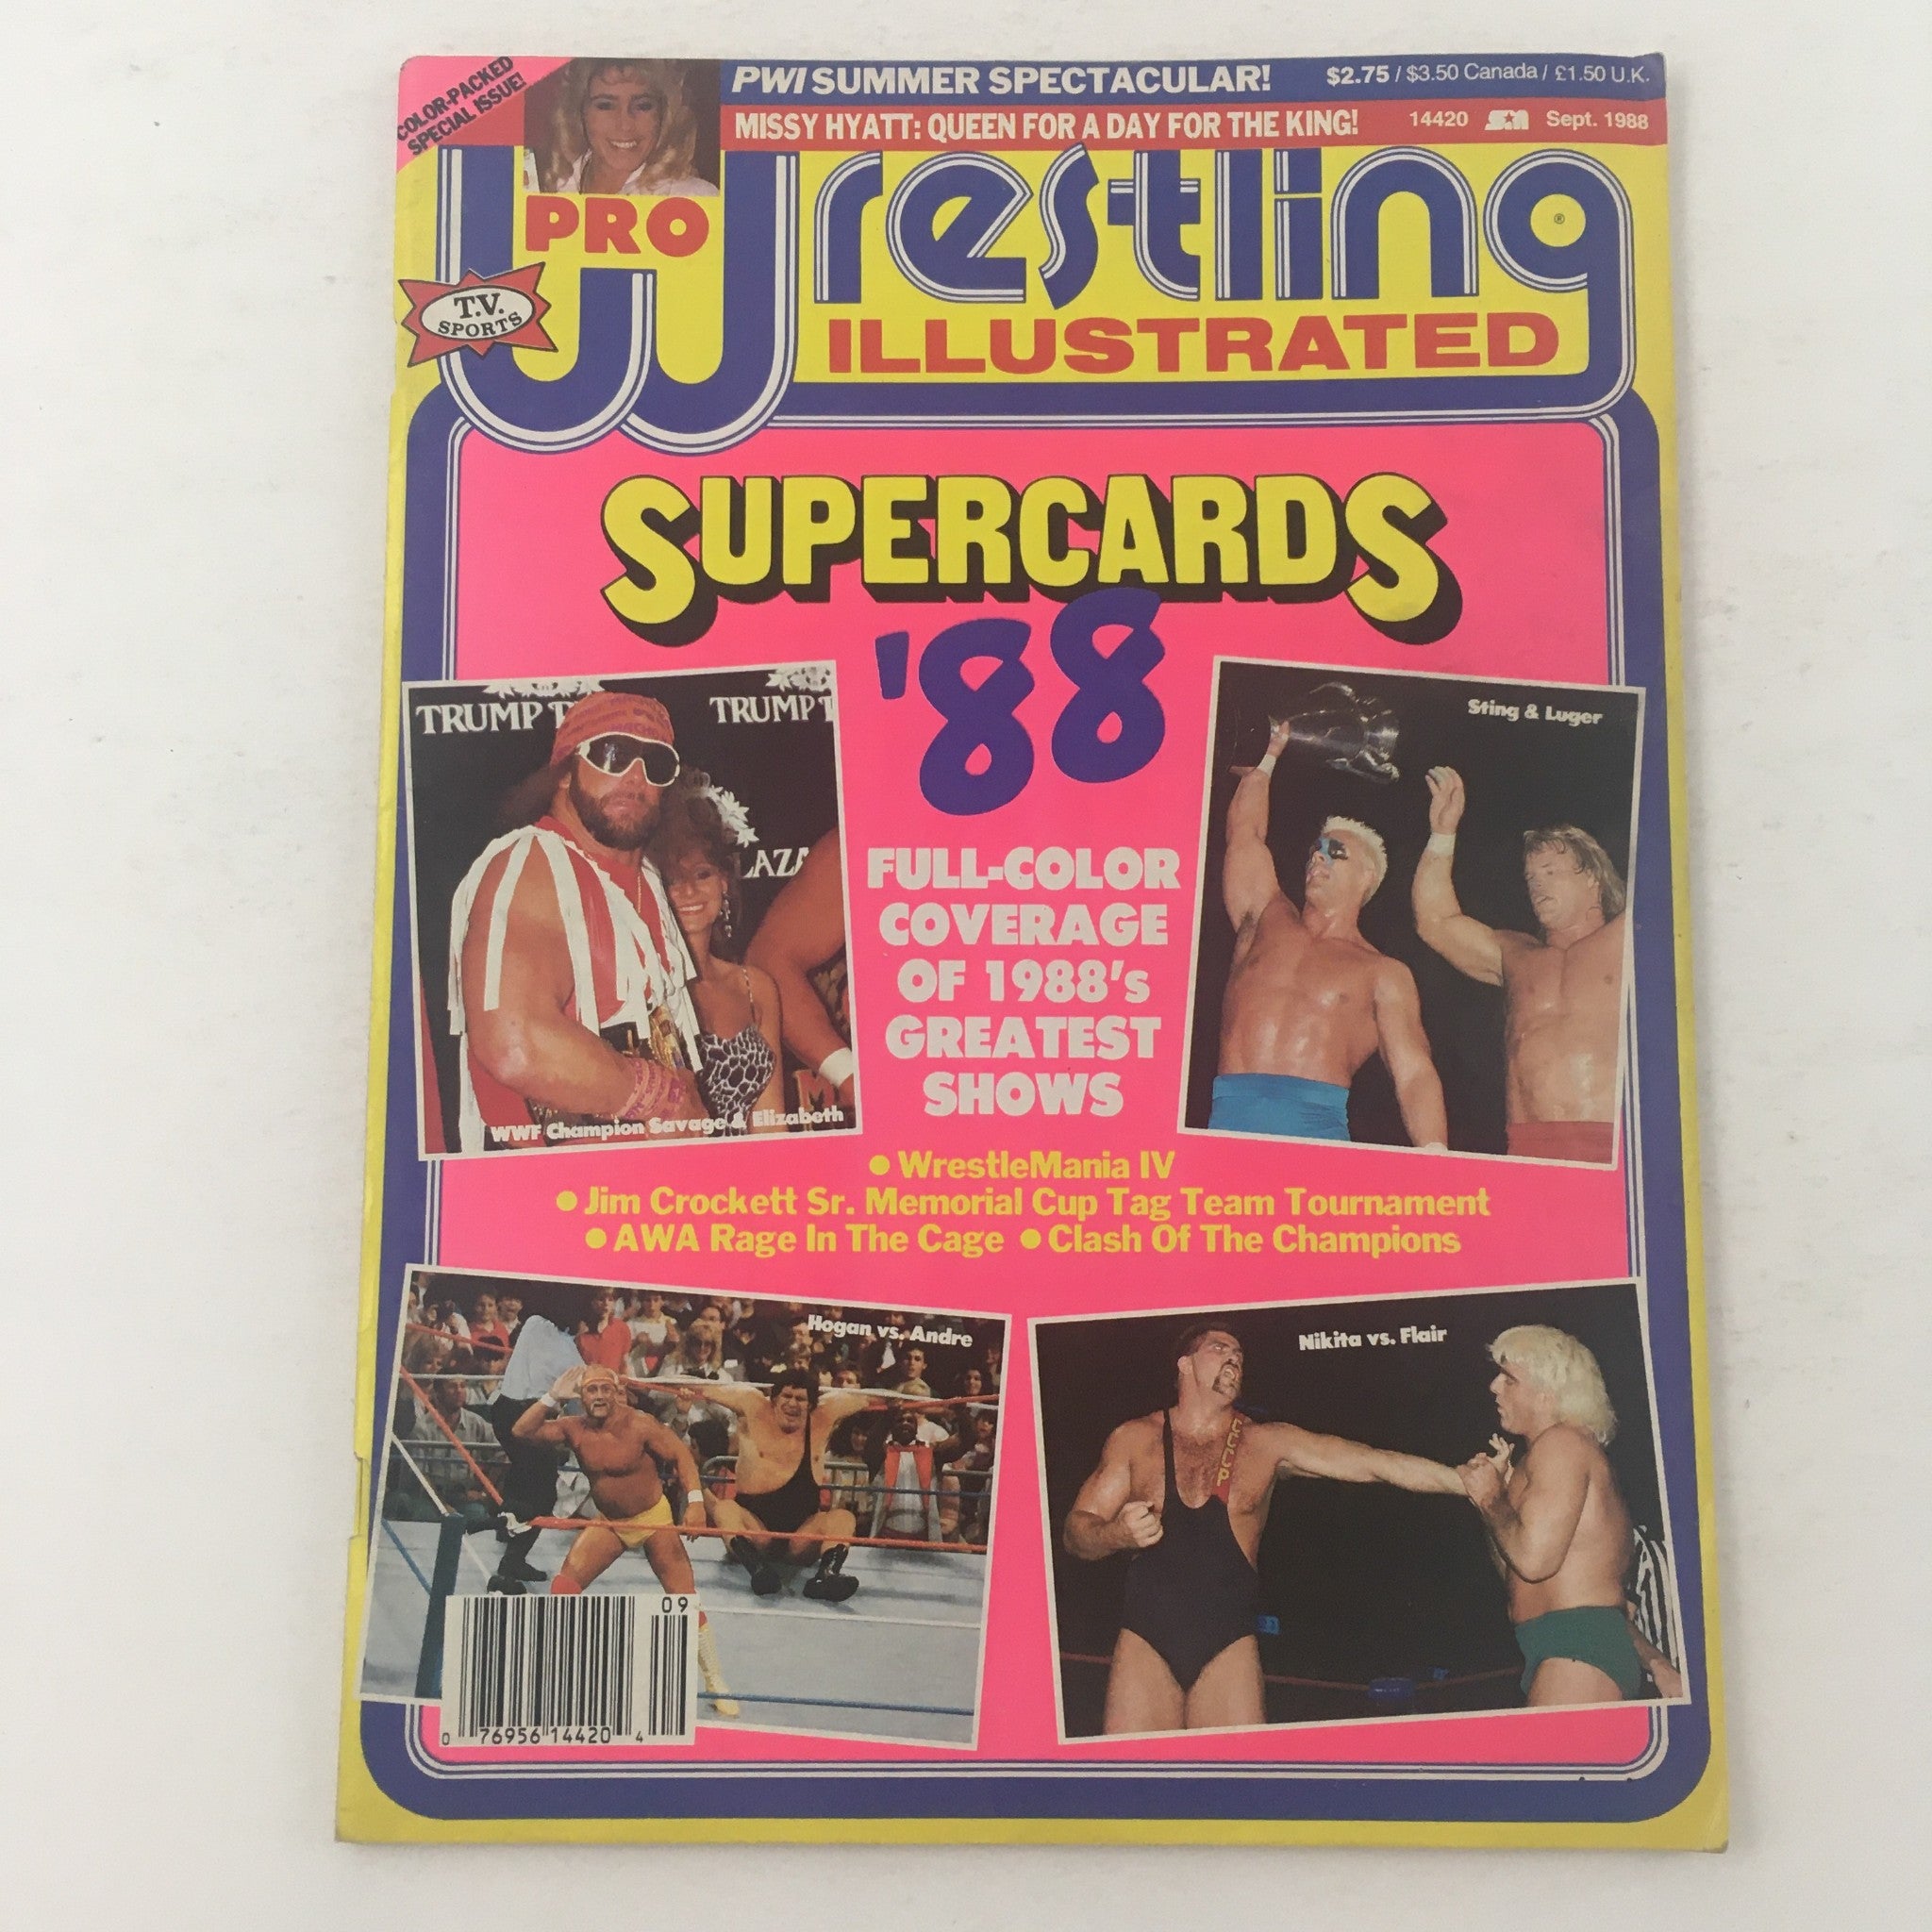 COLOR-PACKED
SPECIAL ISSUE!
PWI SUMMER SPECTACULAR! $2.75 / $3.50 Canada / £1.50 U.K.
MISSY HYATT: QUEEN FOR A DAY FOR THE KING! 14420 Sept. 1988
PRO
Wrestling
®
ILLUSTRATED
T.V.
SPORTS
SUPERCARDS
'88
TRUMP TRUMP
LAZA
WWF Champion Savage & Elizabeth
Sting & Luger
FULL-COLOR
COVERAGE
OF 1988's
GREATEST
SHOWS
● WrestleMania IV
● Jim Crockett Sr. Memorial Cup Tag Team Tournament
● AWA Rage In The Cage ● Clash Of The Champions
Hogan vs. Andre
Nikita vs. Flair
CCCP
09
0 76956 14420 4